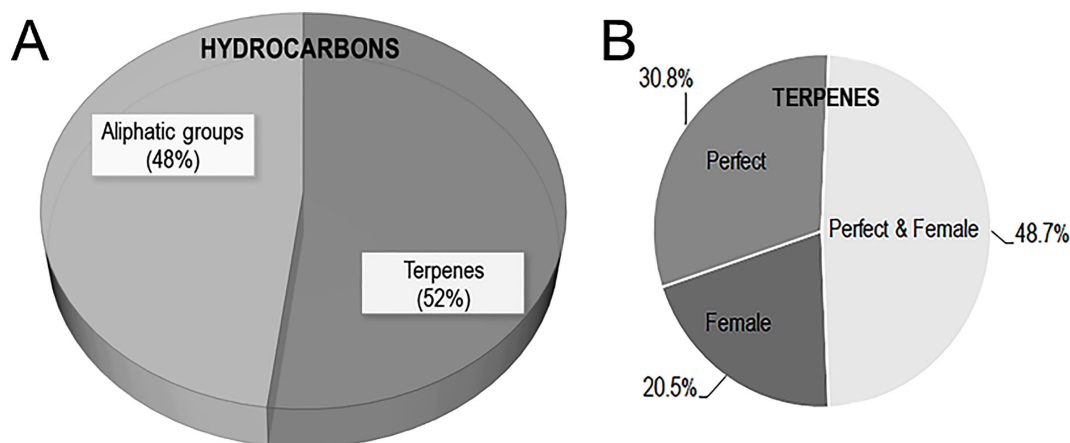 A
HYDROCARBONS
Aliphatic groups
(48%)
Terpenes
(52%)
B
30.8%
TERPENES
Perfect
Perfect & Female
48.7%
Female
20.5%